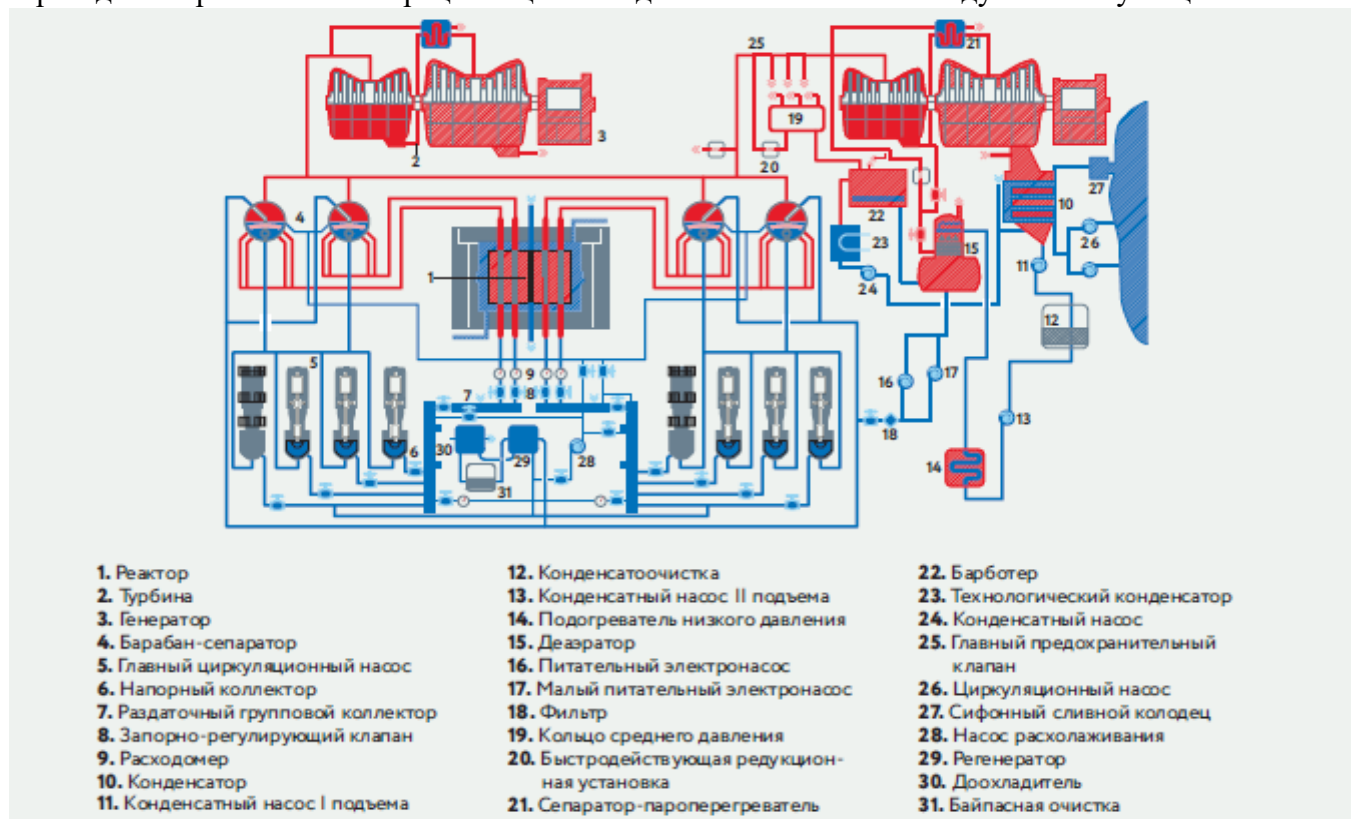 25
21
19
3
2
20
27
4
22
10
23
15
26
1
11
24
12
5
9
16
17
7
8
13
18
6
30
29
28
14
31
1. Реактор
2. Турбина
3. Генератор
4. Барабан-сепаратор
5. Главный циркуляционный насос
6. Напорный коллектор
7. Раздаточный групповой коллектор
8. Запорно-регулирующий клапан
9. Расходомер
10. Конденсатор
11. Конденсатный насос I подъема
12. Конденсатоочистка
13. Конденсатный насос II подъема
14. Подогреватель низкого давления
15. Деаэратор
16. Питательный электронасос
17. Малый питательный электронасос
18. Фильтр
19. Кольцо среднего давления
20. Быстродействующая редукцион-
ная установка
21. Сепаратор-пароперегреватель
22. Барботер
23. Технологический конденсатор
24. Конденсатный насос
25. Главный предохранительный
клапан
26. Циркуляционный насос
27. Сифонный сливной колодец
28. Насос расхолаживания
29. Регенератор
30. Доохладитель
31. Байпасная очистка